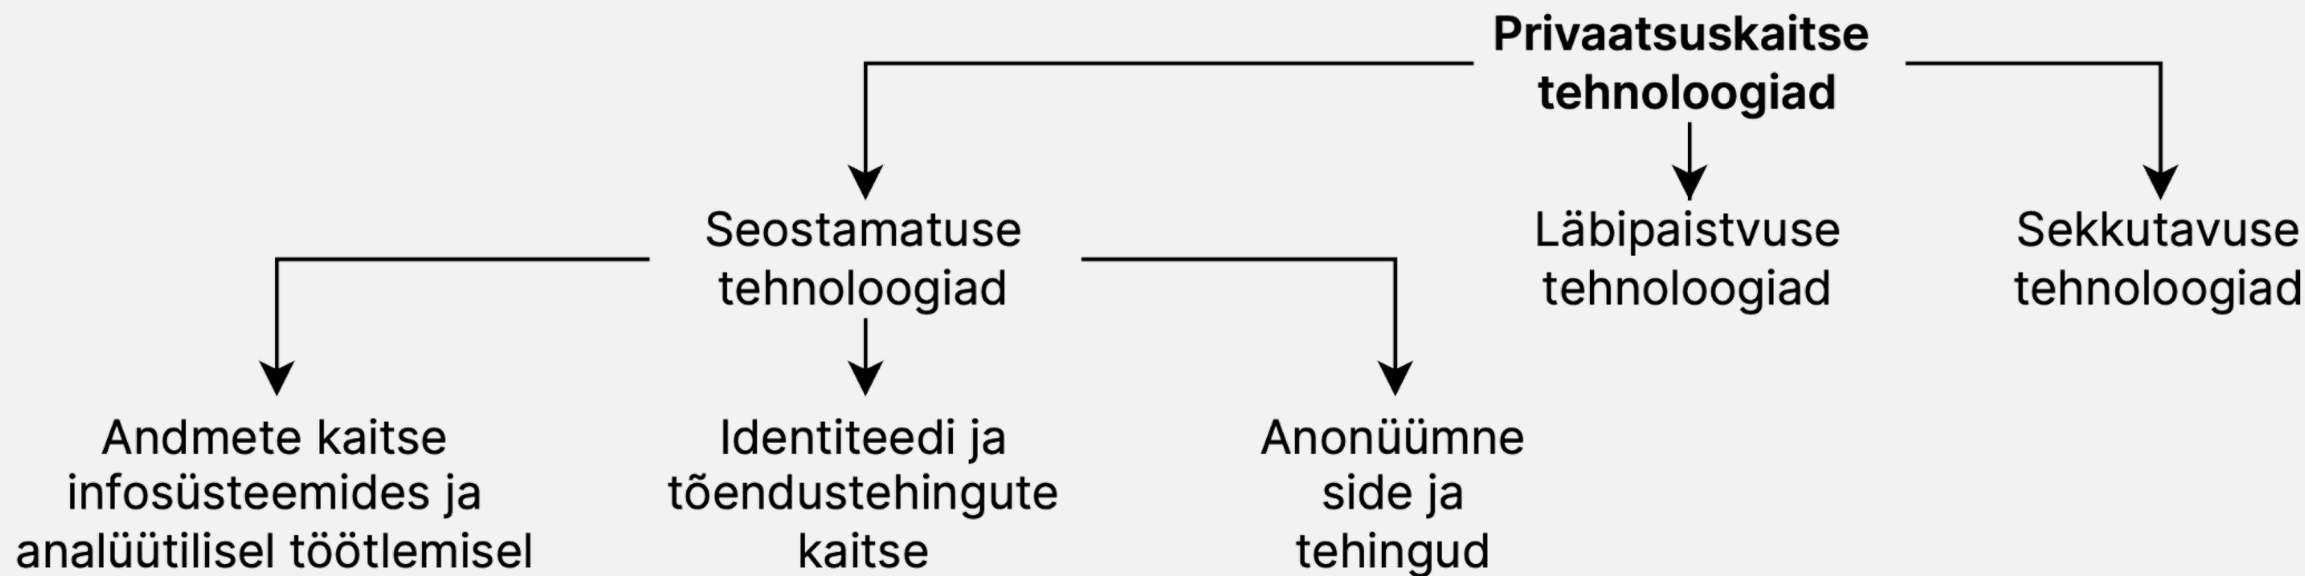 Privaatsuskaitse
tehnoloogiad
Seostamatuse
tehnoloogiad
Läbipaistvuse
tehnoloogiad
Sekkutavuse
tehnoloogiad
Andmete kaitse
infosüsteemides ja
analüütilisel töötlemisel
Identiteedi ja
tõendustehingute
kaitse
Anonüümne
side ja
tehingud